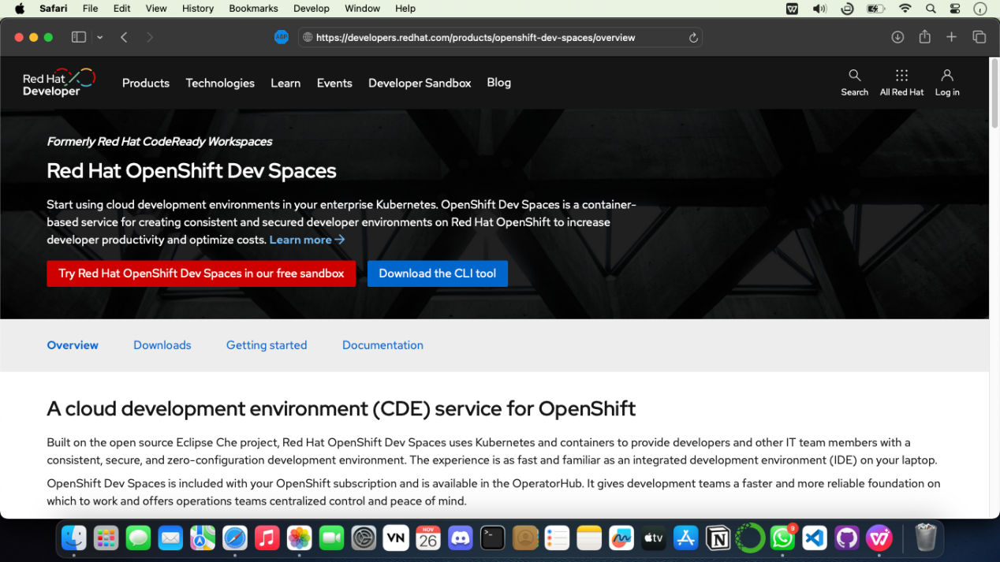 Safari File Edit View History Bookmarks Develop Window Help
ABP https://developers.redhat.com/products/openshift-dev-spaces/overview
Red Hat
Developer
Products Technologies Learn Events Developer Sandbox Blog
Search All Red Hat Log in
Formerly Red Hat CodeReady Workspaces
Red Hat OpenShift Dev Spaces
Start using cloud development environments in your enterprise Kubernetes. OpenShift Dev Spaces is a container-
based service for creating consistent and secured developer environments on Red Hat OpenShift to increase
developer productivity and optimize costs. Learn more →
Try Red Hat OpenShift Dev Spaces in our free sandbox Download the CLI tool
Overview Downloads Getting started Documentation
A cloud development environment (CDE) service for OpenShift
Built on the open source Eclipse Che project, Red Hat OpenShift Dev Spaces uses Kubernetes and containers to provide developers and other IT team members with a
consistent, secure, and zero-configuration development environment. The experience is as fast and familiar as an integrated development environment (IDE) on your laptop.
OpenShift Dev Spaces is included with your OpenShift subscription and is available in the OperatorHub. It gives development teams a faster and more reliable foundation on
which to work and offers operations teams centralized control and peace of mind.
VN NOV 26 tv N 9